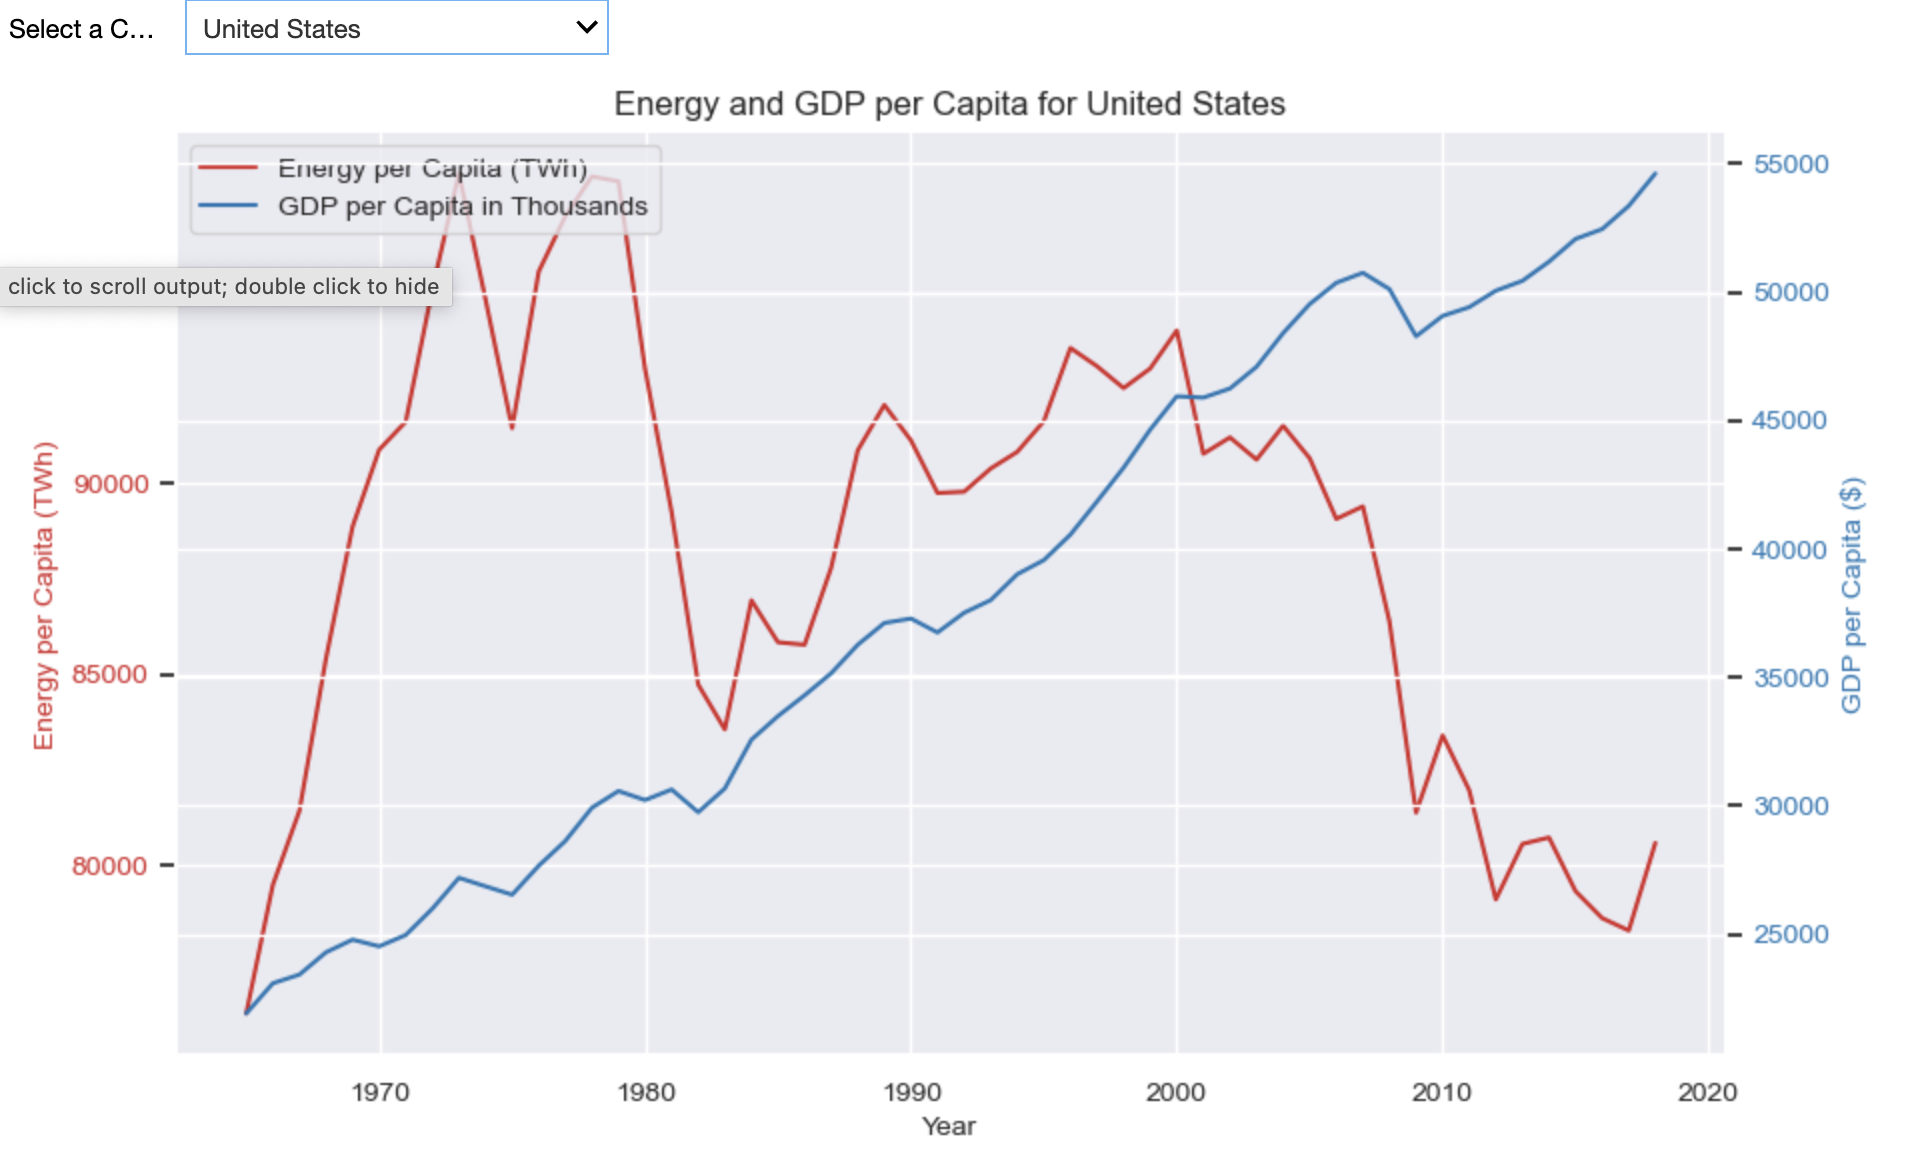 Select a C...
United States
Energy and GDP per Capita for United States
Energy per Capita (TWh)
GDP per Capita in Thousands
click to scroll output; double click to hide
Energy per Capita (TWh)
90000
85000
80000
55000
50000
45000
40000
35000
30000
25000
GDP per Capita ($)
1970 1980 1990 2000 2010 2020
Year